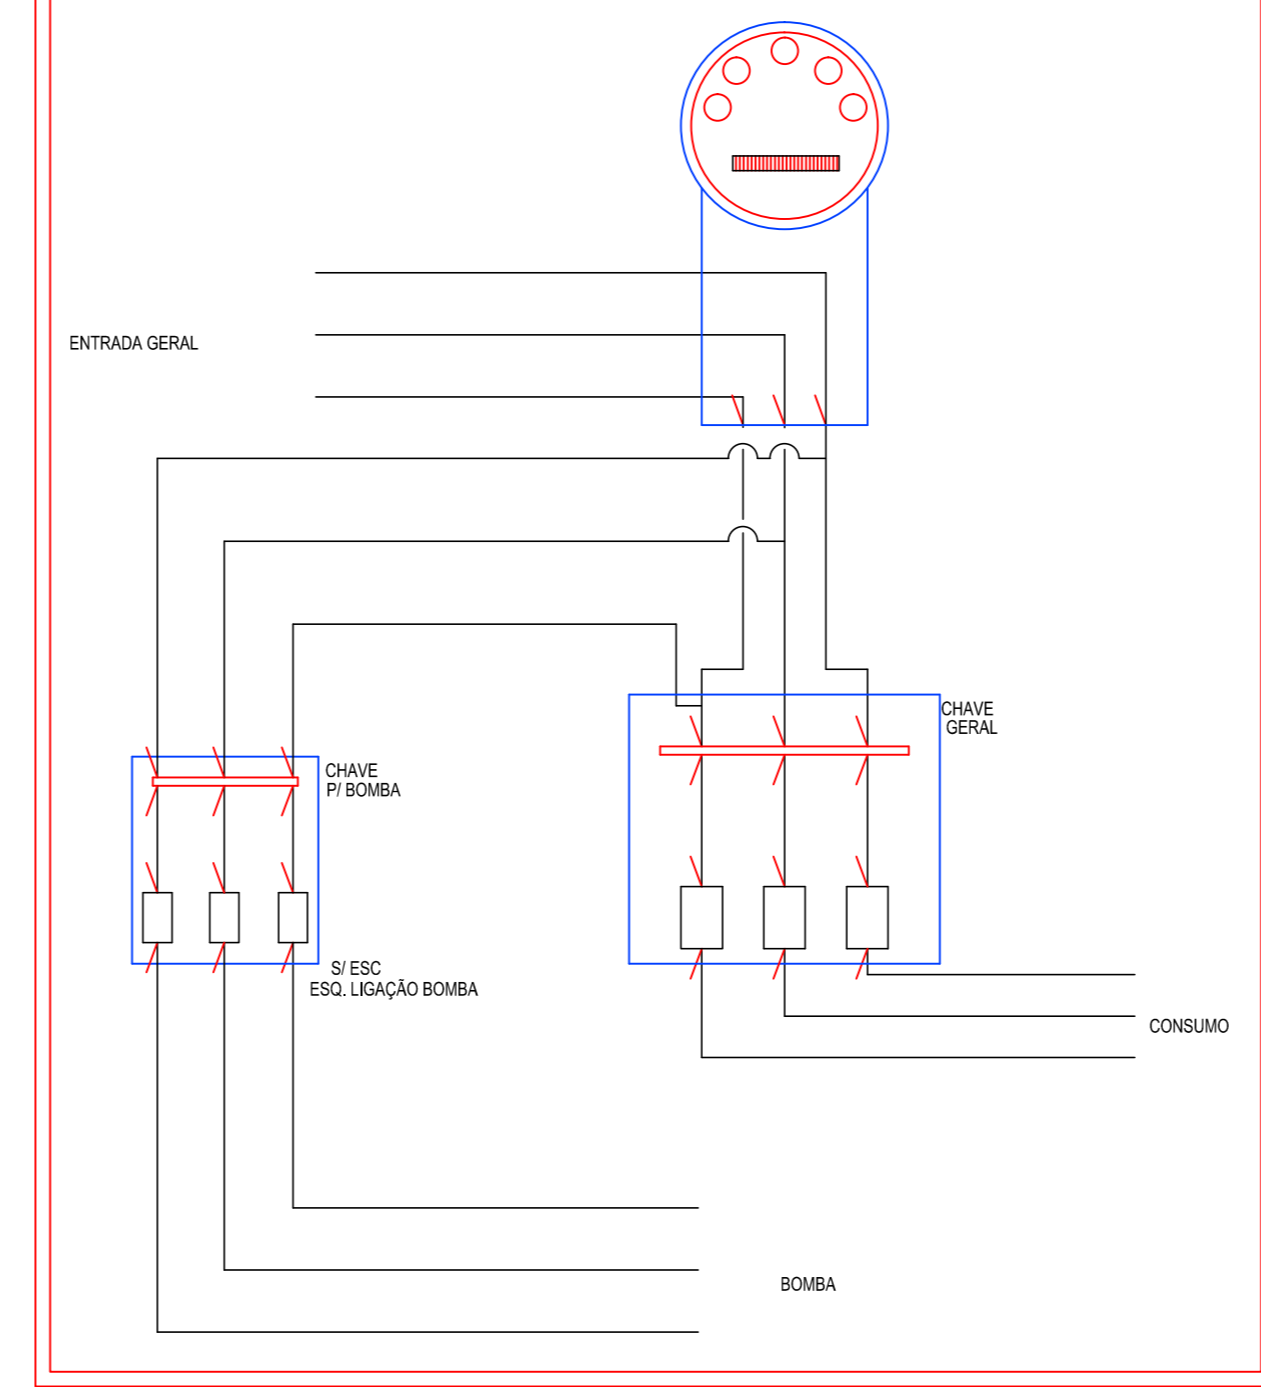 ENTRADA GERAL
CHAVE
GERAL
CHAVE
P/ BOMBA
S/ ESC
ESQ. LIGAÇÃO BOMBA
CONSUMO
BOMBA